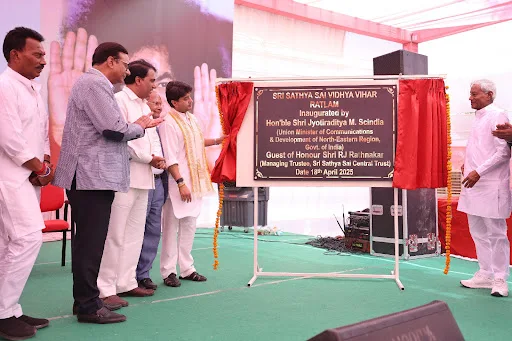 SRI SATHYA SAI VIDHYA VIHAR
RATLAM
Inaugurated by
Hon'ble Shri Jyotiraditya M. Scindia
(Union Minister of Communications
& Development of North-Eastern Region,
Govt. of India)
Guest of Honour Shri RJ Rathnakar
(Managing Trustee, Sri Sathya Sai Central Trust)
Date 18th April, 2025